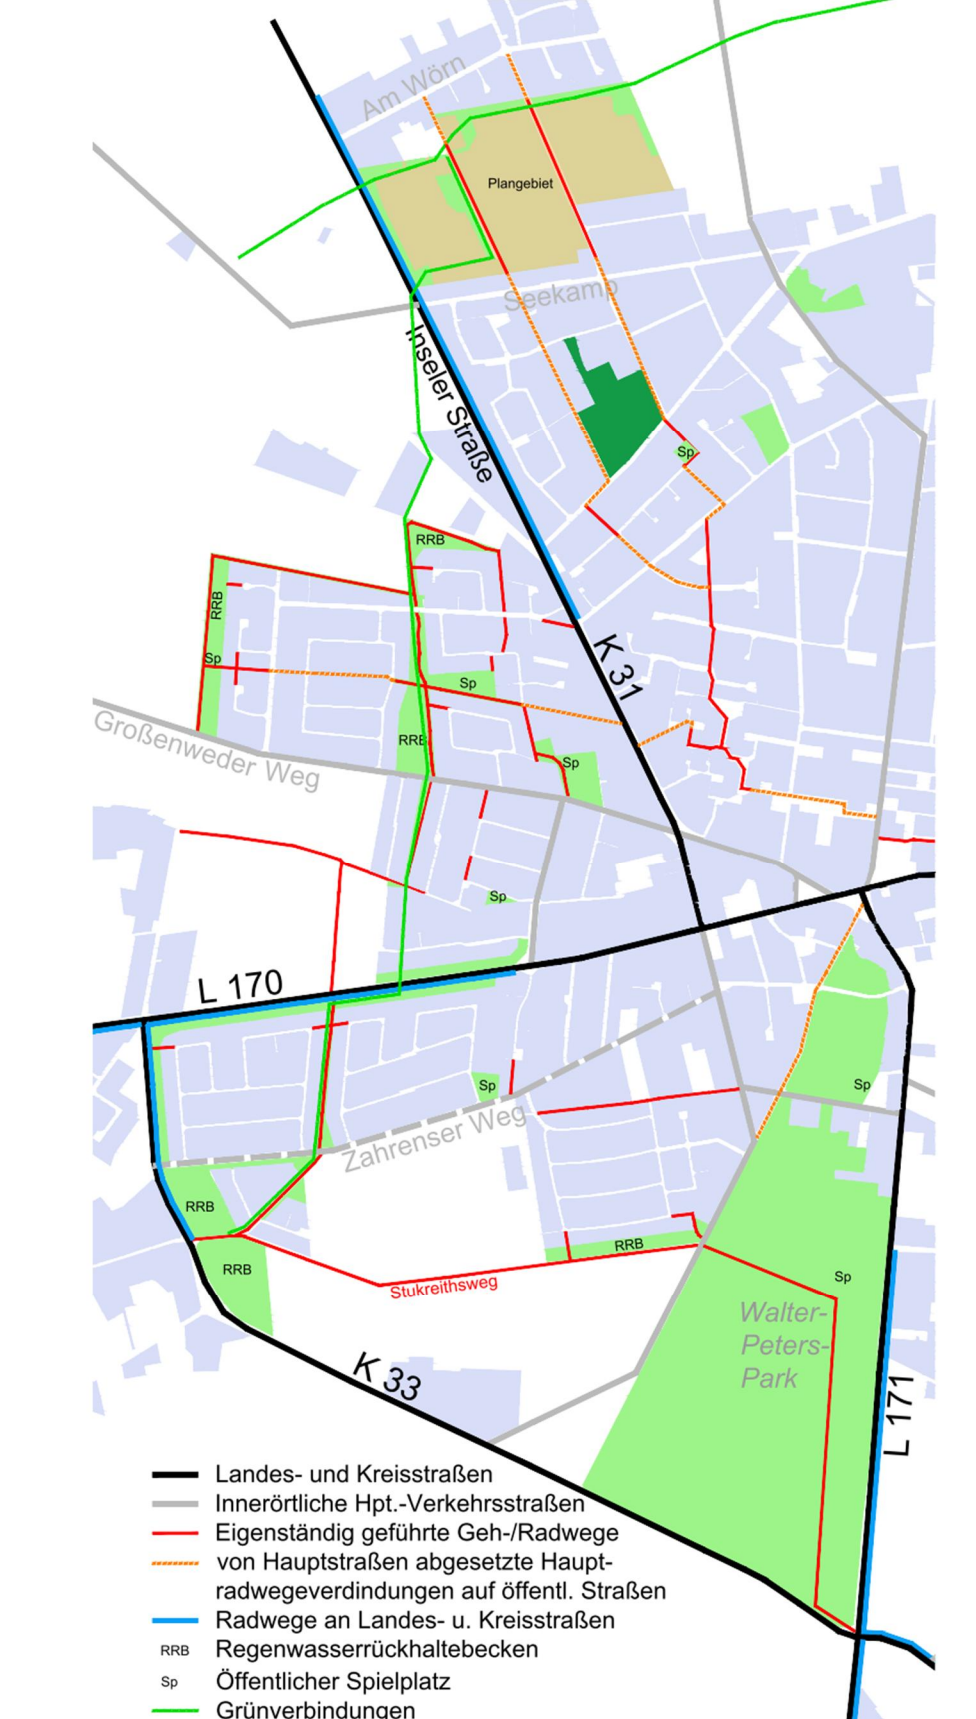 Am Wörn
Plangebiet
Seekamp
Inseler Straße
Sp
RRB
RRB
K 31
Sp
Sp
Großenweder Weg
RRB
Sp
Sp
L 170
Sp
Sp
Zahrenser Weg
RRB
RRB
RRB
Sp
Stukreithsweg
Walter-
Peters-
Park
K 33
L 171
Landes- und Kreisstraßen
Innerörtliche Hpt.-Verkehrsstraßen
Eigenständig geführte Geh-/Radwege
von Hauptstraßen abgesetzte Haupt-
radwegeverdindungen auf öffentl. Straßen
Radwege an Landes- u. Kreisstraßen
RRB Regenwasserrückhaltebecken
Sp Öffentlicher Spielplatz
Grünverbindungen